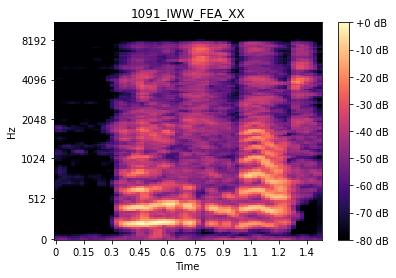 1091_IWW_FEA_XX
+0 dB
8192
-10 dB
4096
-20 dB
-30 dB
2048
Hz
-40 dB
1024
-50 dB
512
-60 dB
-70 dB
0
-80 dB
0 0.15 0.3 0.45 0.6 0.75 0.9 1.1 1.2 1.4
Time